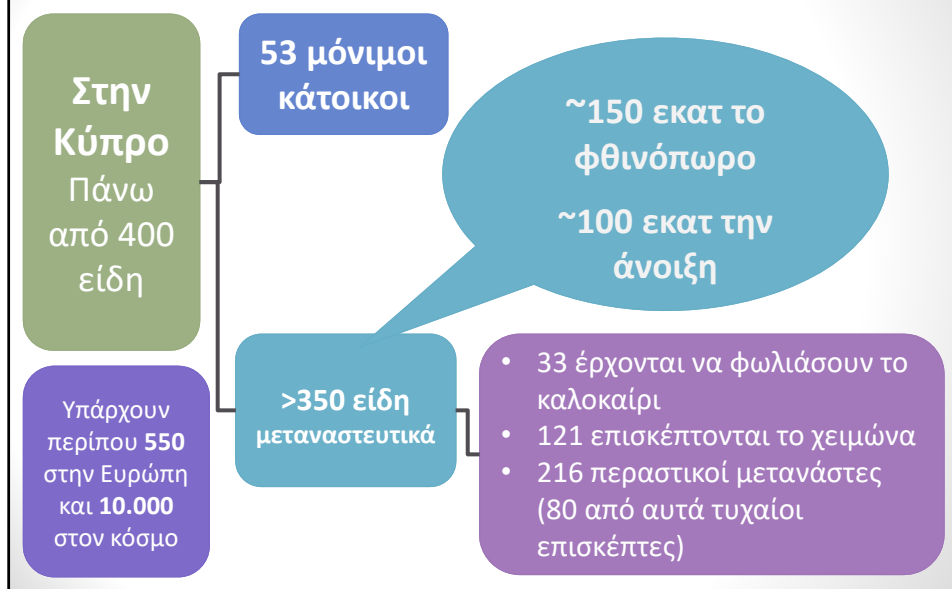 Στην
Κύπρο
Πάνω
από 400
είδη
53 μόνιμοι
κάτοικοι
~150 εκατ το
φθινόπωρο
~100 εκατ την
άνοιξη
>350 είδη
μεταναστευτικά
• 33 έρχονται να φωλιάσουν το
καλοκαίρι
• 121 επισκέπτονται το χειμώνα
• 216 περαστικοί μετανάστες
(80 από αυτά τυχαίοι
επισκέπτες)
Υπάρχουν
περίπου 550
στην Ευρώπη
και 10.000
στον κόσμο